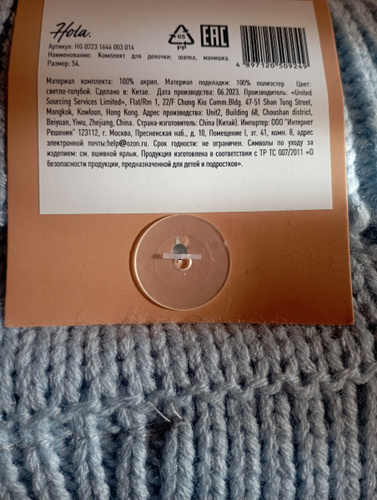 Hola.
05
PP
EAC
4 897120 509249
Артикул: HG 0223 1646 003 014
Наименование: Комплект для девочки: шапка, манишка.
Размер: 54.
Материал комплекта: 100% акрил. Материал подкладки: 100% полиэстер Цвет:
светло-голубой. Сделано в: Китае. Дата производства: 06.2023. Производитель: «United
Sourcing Services Limited», Flat/Rm 1, 22/F Chung Kiu Comm.Bldg. 47-51 Shan Tung Street,
Mongkok, Kowloon, Hong Kong. Адрес производства: Unit2, Building 68, Choushan district,
Beiyuan, Yiwu, Zhejiang, China. Страна-изготовитель: China (Китай). Импортер: ООО "Интернет
Решения" 123112, г. Москва, Пресненская наб., д. 10, Помещение I, эт. 41, комн. 8, адрес
электронной почты:help@ozon.ru. Срок годности: не ограничен. Символы по уходу за
изделием: см. вшивной ярлык. Продукция изготовлена в соответствии с ТР ТС 007/2011 «О
безопасности продукции, предназначенной для детей и подростков».